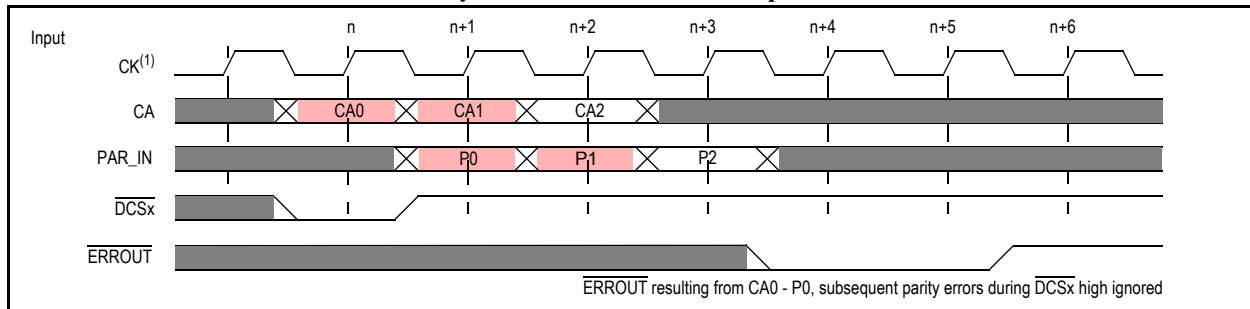 Input
n n+1 n+2 n+3 n+4 n+5 n+6
CK(1)
CA CA0 CA1 CA2
PAR_IN P0 P1 P2
DCSx
ERROUT
ERROUT resulting from CA0 - P0, subsequent parity errors during DCSx high ignored